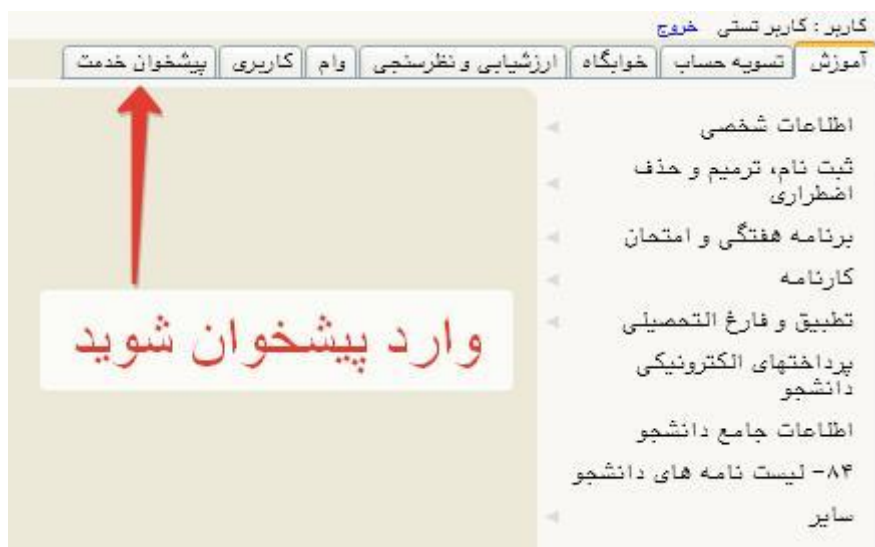 کاربر : کاربر تستی خروج
آموزش تسویه حساب خوابگاه ارزشیابی و نظرسنجی وام کاربری پیشخوان خدمت
اطلاعات شخصی
ثبت نام، ترمیم و حذف
اضطراری
برنامه هفتگی و امتحان
کارنامه
تطبیق و فارغ التحصیلی
پرداختهای الکترونیکی
دانشجو
اطلاعات جامع دانشجو
۸۴- لیست نامه های دانشجو
سایر
وارد پیشخوان شوید